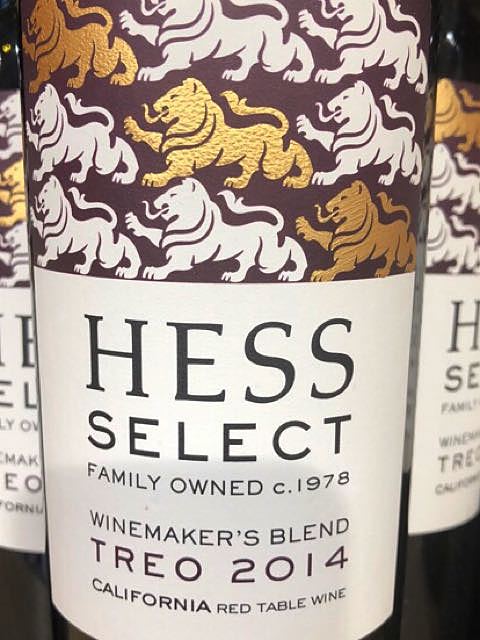 HESS
SELECT
FAMILY OWNED c.1978
WINEMAKER'S BLEND
TREO 2014
CALIFORNIA RED TABLE WINE